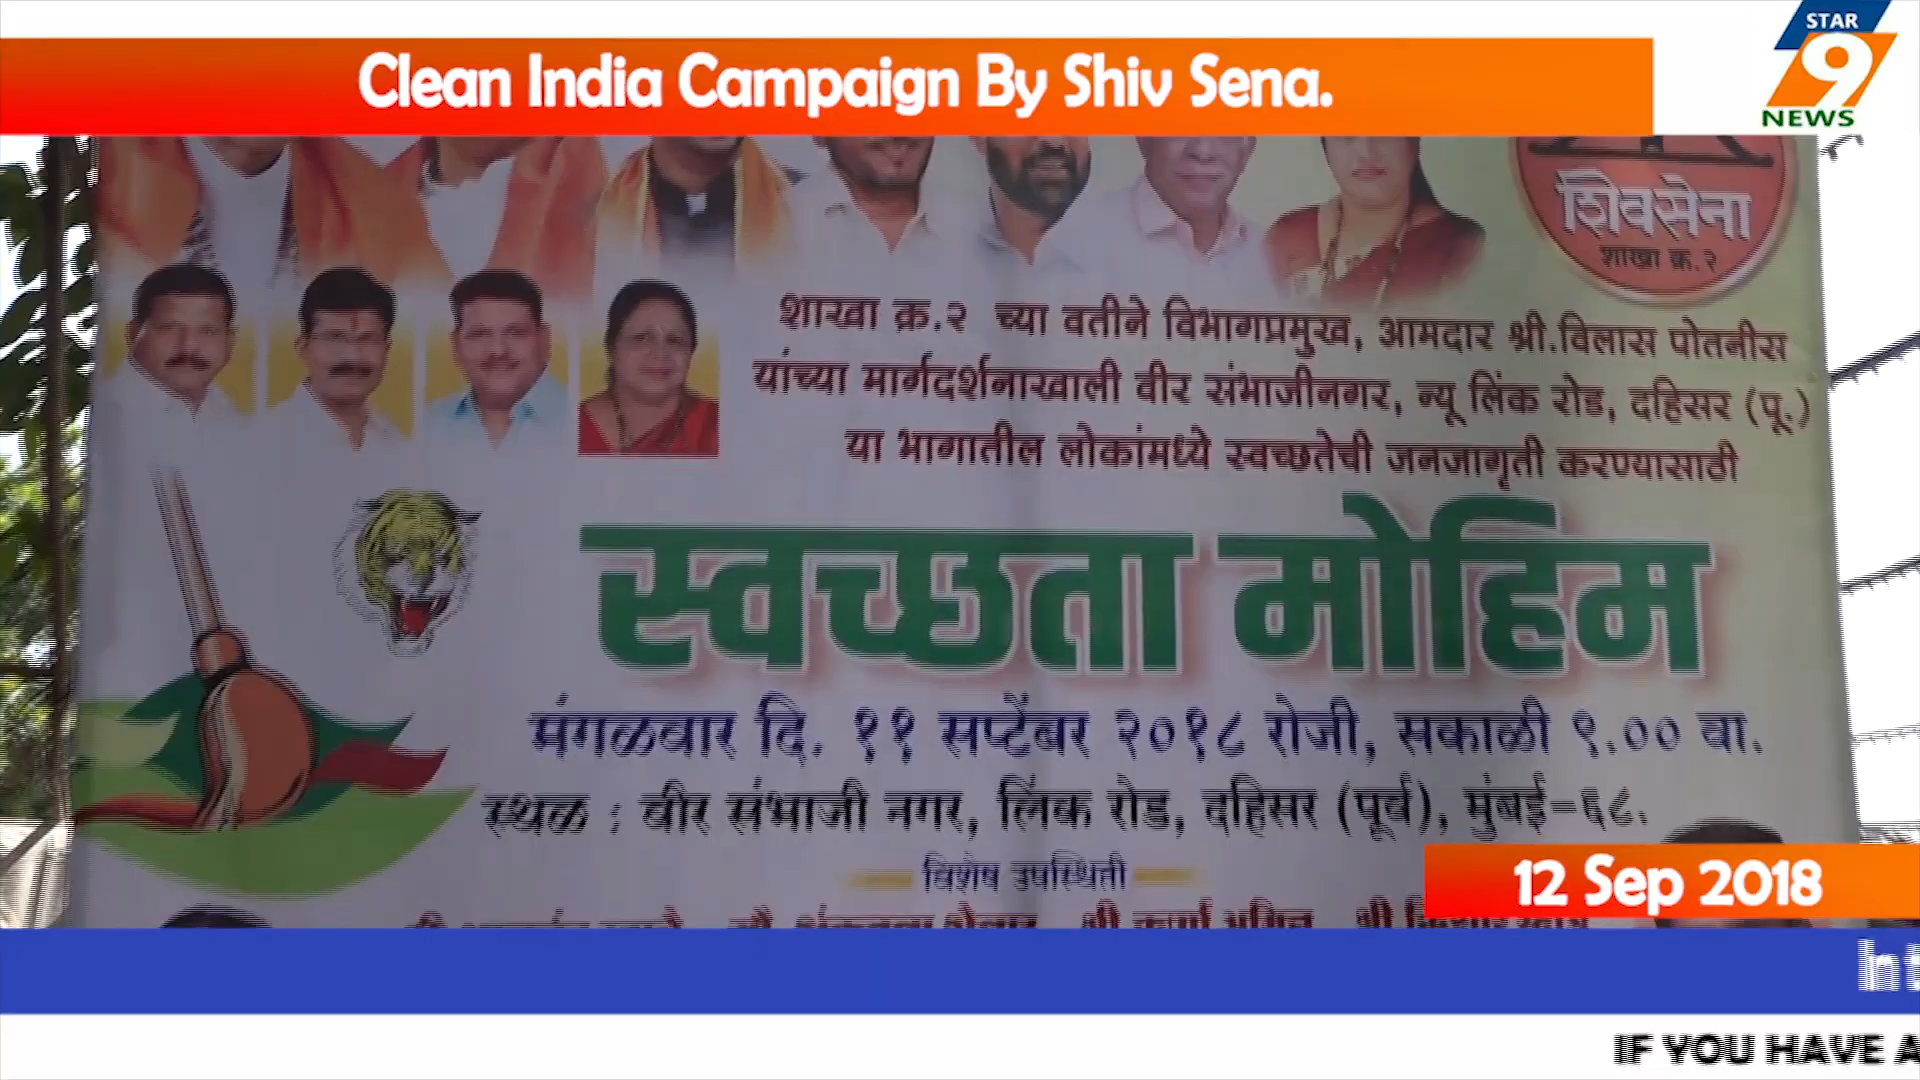 STAR
9
NEWS
Clean India Campaign By Shiv Sena.
शिवसेना
शाखा क्र.२
शाखा क्र.२ च्या वतीने विभागप्रमुख, आमदार श्री.विलास पोतनीस
यांच्या मार्गदर्शनाखाली वीर संभाजीनगर, न्यू लिंक रोड, दहिसर (पू.)
या भागातील लोकांमध्ये स्वच्छतेची जनजागृती करण्यासाठी
स्वच्छता मोहिम
मंगळवार दि. ११ सप्टेंबर २०१८ रोजी, सकाळी ९.०० वा.
स्थळ : वीर संभाजी नगर, लिंक रोड, दहिसर (पूर्व), मुंबई-६८.
विशेष उपस्थिती
12 Sep 2018
In
IF YOU HAVE A